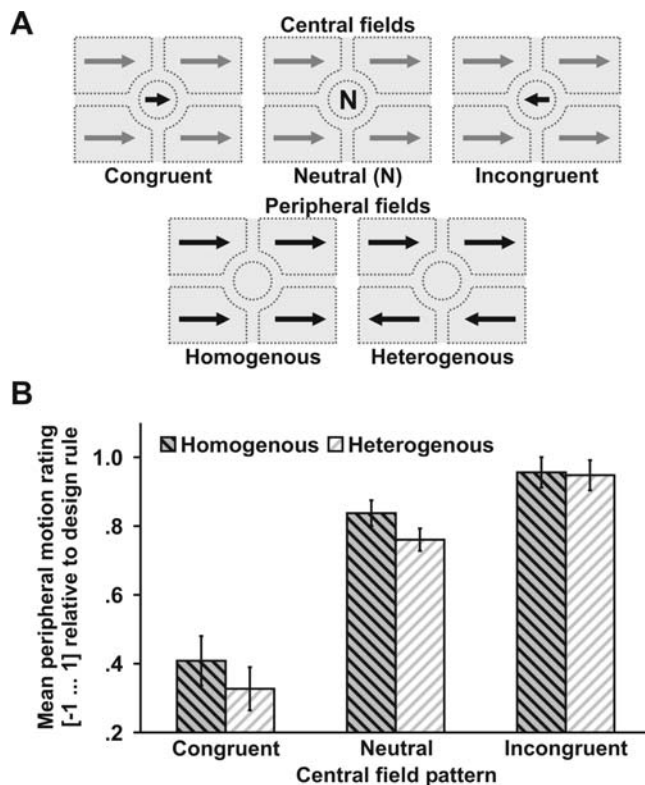 A
Central fields
N
Congruent
Neutral (N)
Incongruent
Peripheral fields
Homogenous
Heterogenous
B
Mean peripheral motion rating
[-1 ... 1] relative to design rule
Homogenous
Heterogenous
1.0
.8
.6
.4
.2
Congruent
Neutral
Incongruent
Central field pattern